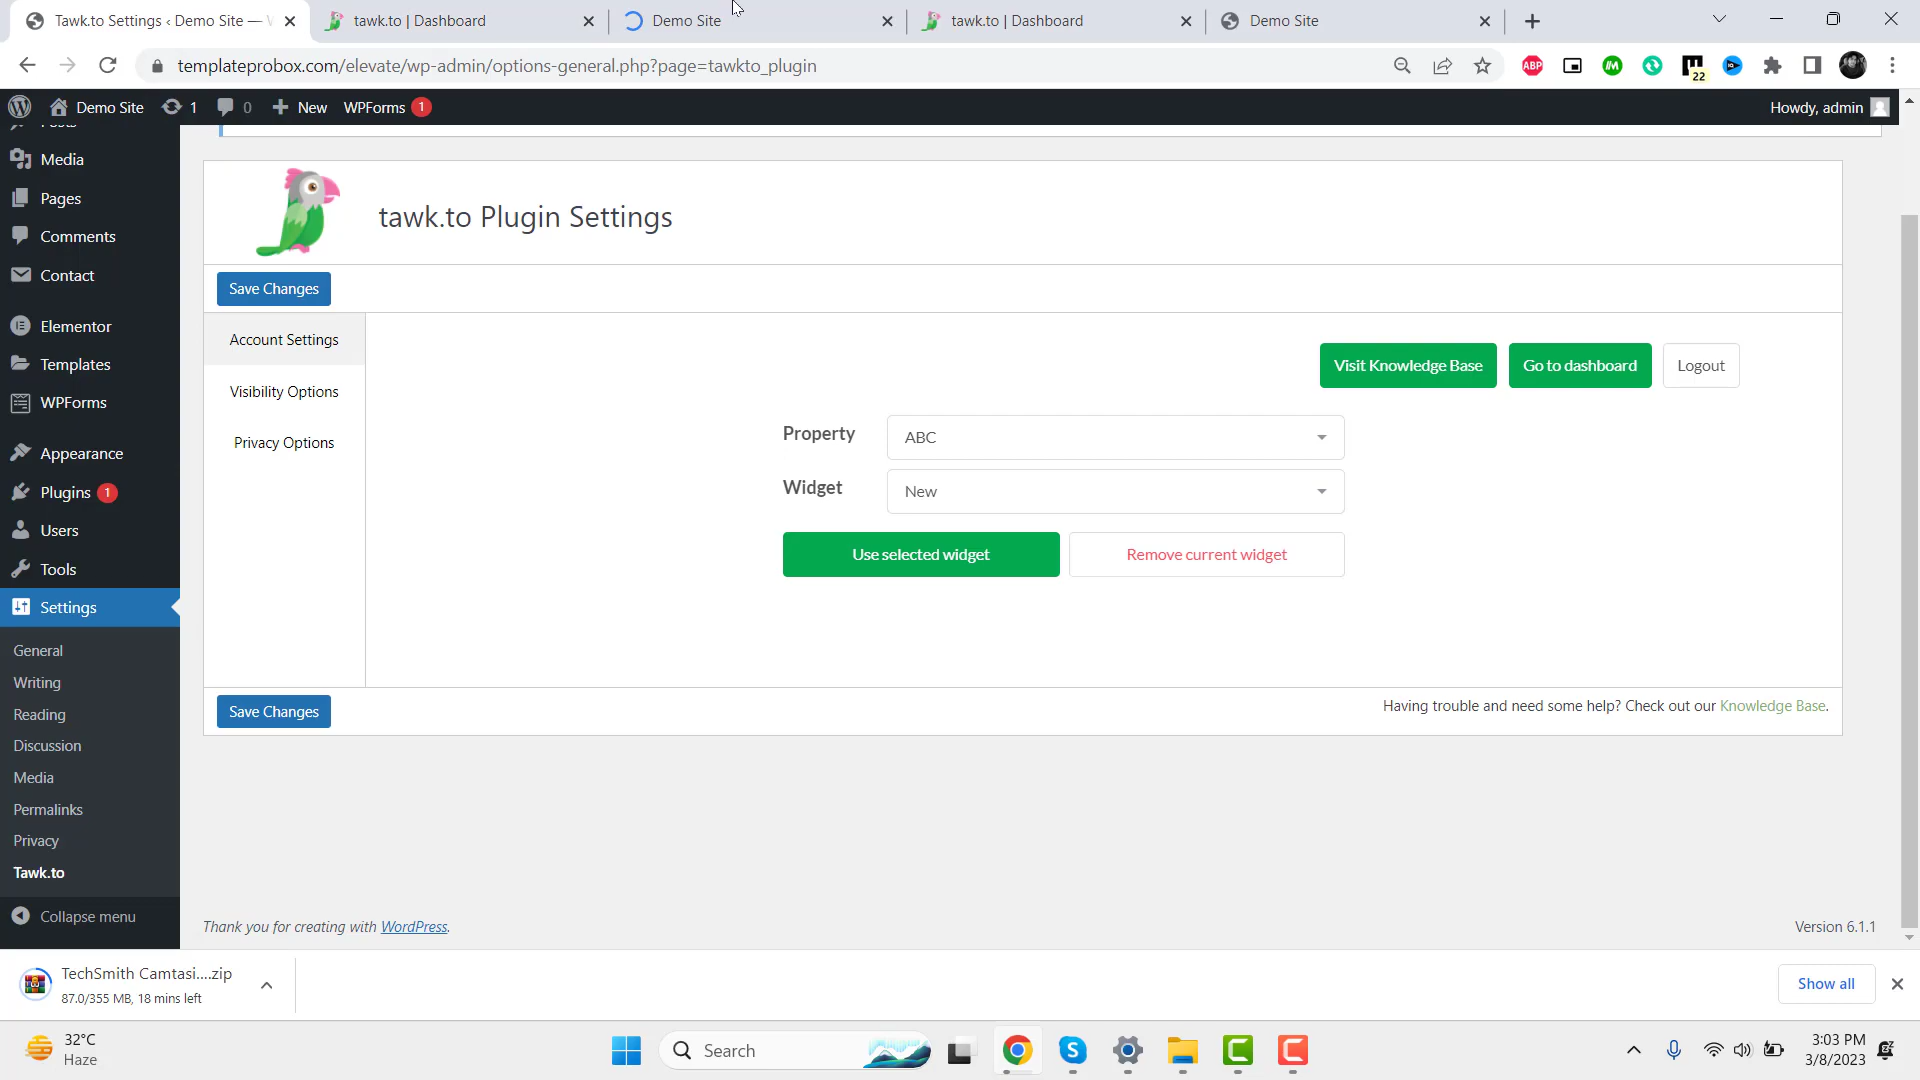 Tawk.to Settings ‹ Demo Site — W
tawk.to | Dashboard
Demo Site
tawk.to | Dashboard
Demo Site
templateprobox.com/elevate/wp-admin/options-general.php?page=tawkto_plugin
ABP
22
Demo Site
1
0
New
WPForms 1
Howdy, admin
Posts
Media
Pages
Comments
Contact
Elementor
Templates
WPForms
Appearance
Plugins 1
Users
Tools
Settings
General
Writing
Reading
Discussion
Media
Permalinks
Privacy
Tawk.to
Collapse menu
tawk.to Plugin Settings
Save Changes
Account Settings
Visibility Options
Privacy Options
Visit Knowledge Base
Go to dashboard
Logout
Property
ABC
Widget
New
Use selected widget
Remove current widget
Save Changes
Having trouble and need some help? Check out our Knowledge Base.
Thank you for creating with WordPress.
Version 6.1.1
TechSmith Camtasi....zip
87.0/355 MB, 18 mins left
Show all
32°C
Haze
Search
3:03 PM
3/8/2023